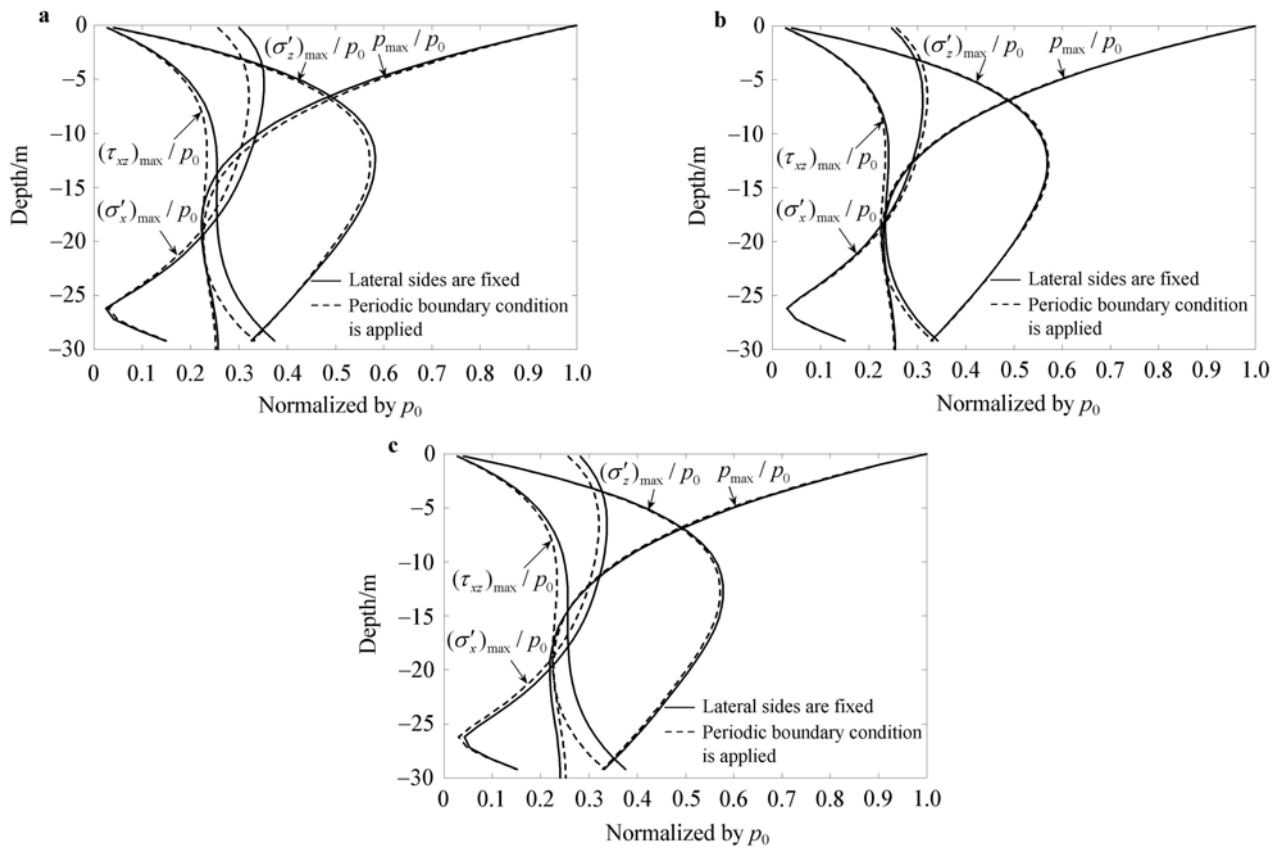 a
0
−5
−10
−15
−20
−25
−30
Depth/m
(σ′z)max / p0
pmax / p0
(τxz)max / p0
(σ′x)max / p0
Lateral sides are fixed
Periodic boundary condition
is applied
0 0.1 0.2 0.3 0.4 0.5 0.6 0.7 0.8 0.9 1.0
Normalized by p0
b
0
−5
−10
−15
−20
−25
−30
Depth/m
(σ′z)max / p0
pmax / p0
(τxz)max / p0
(σ′x)max / p0
Lateral sides are fixed
Periodic boundary condition
is applied
0 0.1 0.2 0.3 0.4 0.5 0.6 0.7 0.8 0.9 1.0
Normalized by p0
c
0
−5
−10
−15
−20
−25
−30
Depth/m
(σ′z)max / p0
pmax / p0
(τxz)max / p0
(σ′x)max / p0
Lateral sides are fixed
Periodic boundary condition
is applied
0 0.1 0.2 0.3 0.4 0.5 0.6 0.7 0.8 0.9 1.0
Normalized by p0